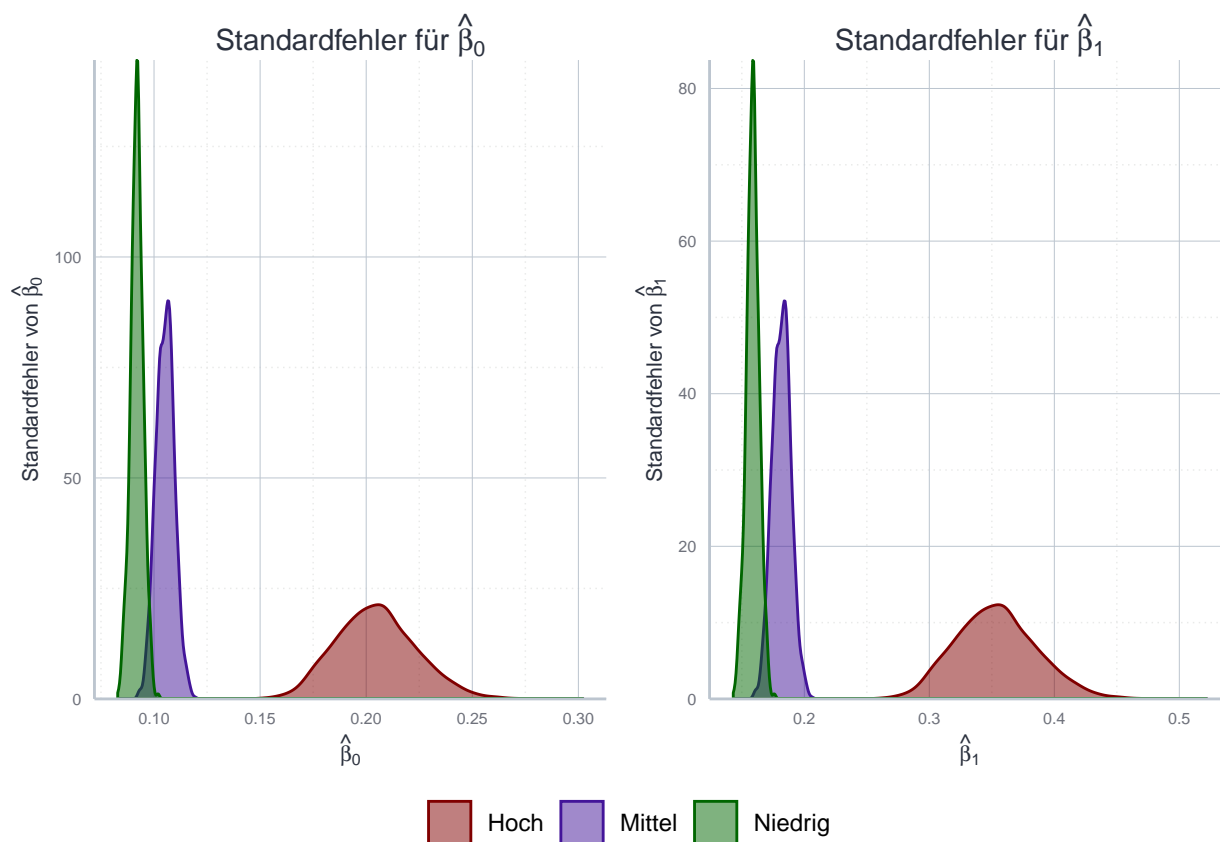 Standardfehler für β̂₀
Standardfehler von β̂₀
100
50
0
0.10 0.15 0.20 0.25 0.30
β̂₀
Standardfehler für β̂₁
Standardfehler von β̂₁
80
60
40
20
0
0.2 0.3 0.4 0.5
β̂₁
Hoch Mittel Niedrig